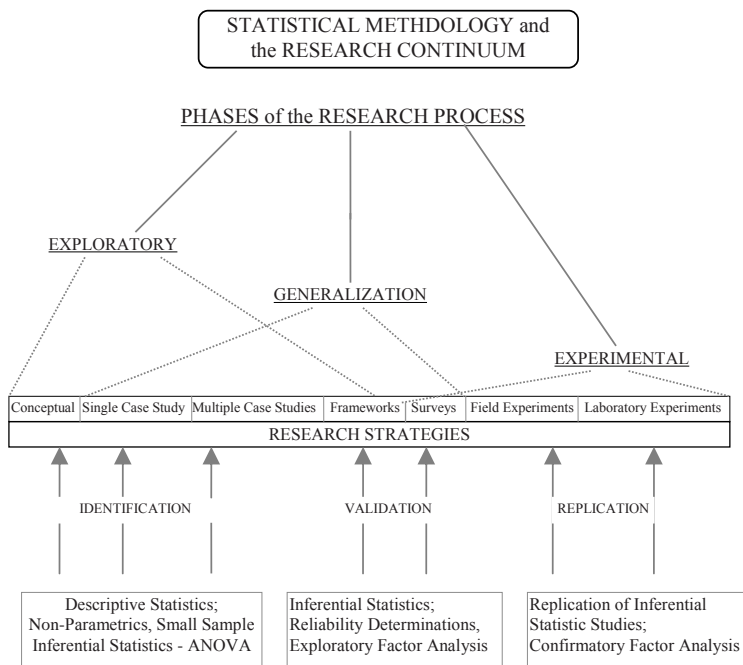 STATISTICAL METHDOLOGY and
the RESEARCH CONTINUUM
PHASES of the RESEARCH PROCESS
EXPLORATORY
GENERALIZATION
EXPERIMENTAL
Conceptual Single Case Study Multiple Case Studies Frameworks Surveys Field Experiments Laboratory Experiments
RESEARCH STRATEGIES
IDENTIFICATION VALIDATION REPLICATION
Descriptive Statistics;
Non-Parametrics, Small Sample
Inferential Statistics - ANOVA
Inferential Statistics;
Reliability Determinations,
Exploratory Factor Analysis
Replication of Inferential
Statistic Studies;
Confirmatory Factor Analysis